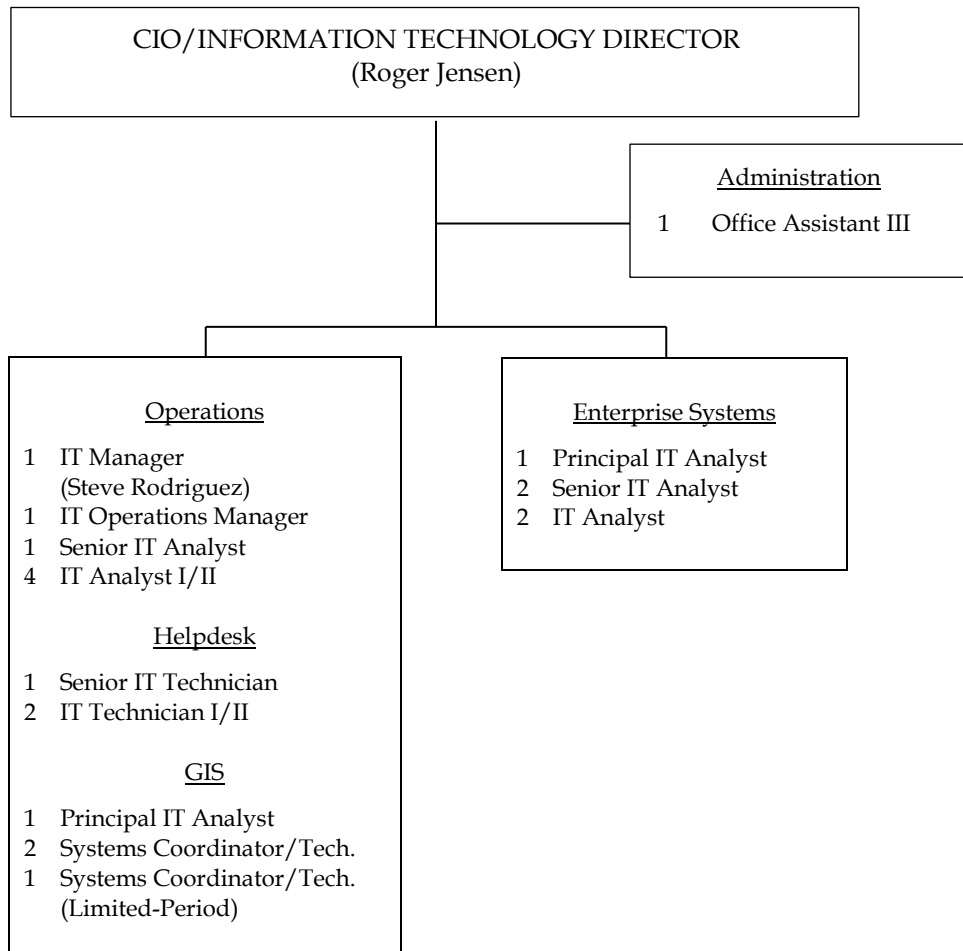 CIO/INFORMATION TECHNOLOGY DIRECTOR
(Roger Jensen)
Administration
1 Office Assistant III
Operations
1 IT Manager
(Steve Rodriguez)
1 IT Operations Manager
1 Senior IT Analyst
4 IT Analyst I/II
Helpdesk
1 Senior IT Technician
2 IT Technician I/II
GIS
1 Principal IT Analyst
2 Systems Coordinator/Tech.
1 Systems Coordinator/Tech.
(Limited-Period)
Enterprise Systems
1 Principal IT Analyst
2 Senior IT Analyst
2 IT Analyst